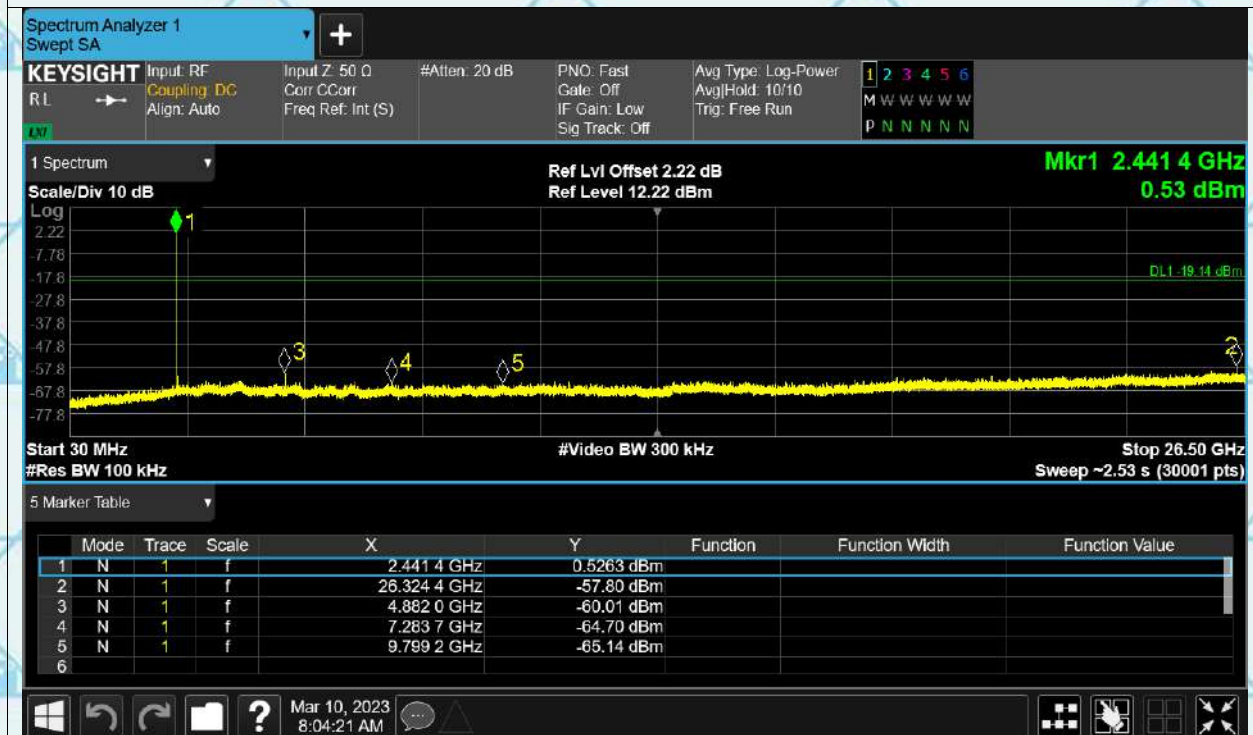 Spectrum Analyzer 1
Swept SA
+
KEYSIGHT
RL
LXI
Input: RF
Coupling: DC
Align: Auto
Input Z: 50 Ω
Corr CCorr
Freq Ref: Int (S)
#Atten: 20 dB
PNO: Fast
Gate: Off
IF Gain: Low
Sig Track: Off
Avg Type: Log-Power
Avg|Hold: 10/10
Trig: Free Run
1 2 3 4 5 6
M W W W W W
P N N N N N
1 Spectrum
Scale/Div 10 dB
Ref Lvl Offset 2.22 dB
Ref Level 12.22 dBm
Mkr1 2.441 4 GHz
0.53 dBm
Log
2.22
-7.78
-17.8
-27.8
-37.8
-47.8
-57.8
-67.8
-77.8
1
DL1 -19.14 dBm
3
4
5
2
Start 30 MHz
#Res BW 100 kHz
#Video BW 300 kHz
Stop 26.50 GHz
Sweep ~2.53 s (30001 pts)
5 Marker Table
Mode Trace Scale X Y Function Function Width Function Value
1 N 1 f 2.441 4 GHz 0.5263 dBm
2 N 1 f 26.324 4 GHz -57.80 dBm
3 N 1 f 4.882 0 GHz -60.01 dBm
4 N 1 f 7.283 7 GHz -64.70 dBm
5 N 1 f 9.799 2 GHz -65.14 dBm
6
?
Mar 10, 2023
8:04:21 AM